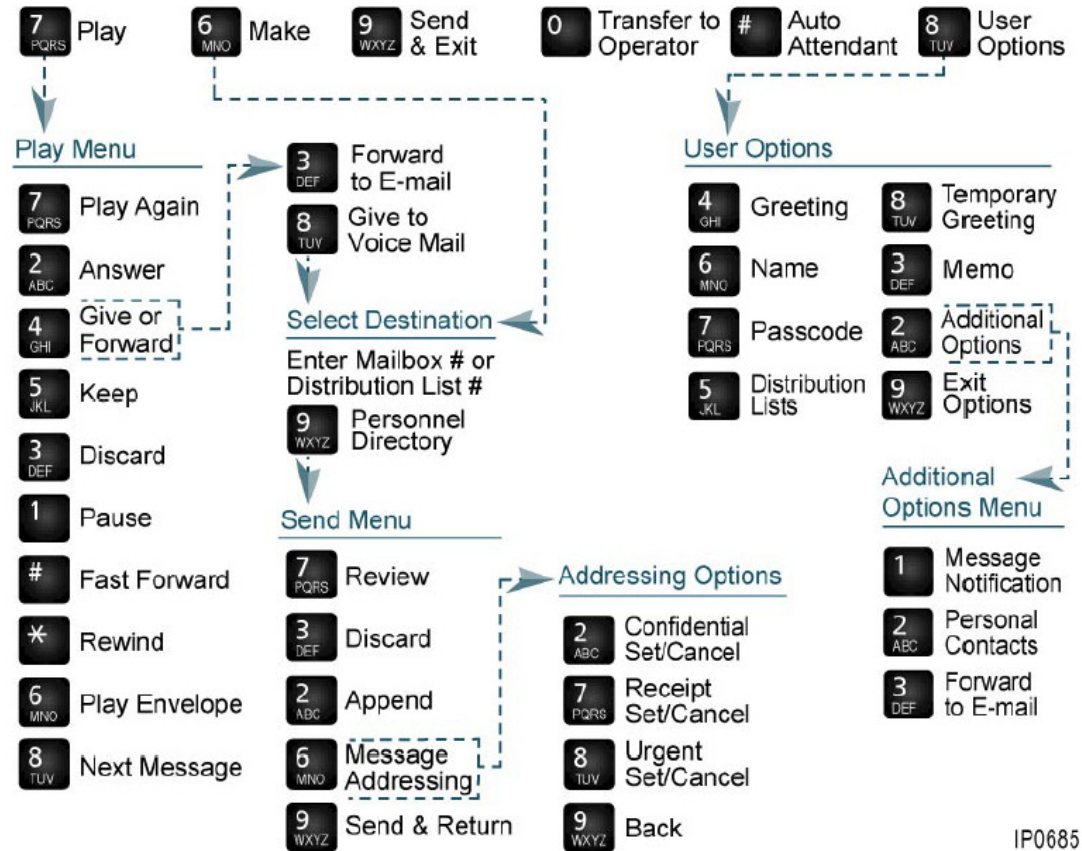 7 PQRS Play
6 MNO Make
9 WXYZ Send
& Exit
0 Transfer to
Operator
# Auto
Attendant
8 TUV User
Options
Play Menu
7 PQRS Play Again
2 ABC Answer
4 GHI Give or
Forward
5 JKL Keep
3 DEF Discard
1 Pause
# Fast Forward
* Rewind
6 MNO Play Envelope
8 TUV Next Message
3 DEF Forward
to E-mail
8 TUV Give to
Voice Mail
Select Destination
Enter Mailbox # or
Distribution List #
9 WXYZ Personnel
Directory
Send Menu
7 PQRS Review
3 DEF Discard
2 ABC Append
6 MNO Message
Addressing
9 WXYZ Send & Return
Addressing Options
2 ABC Confidential
Set/Cancel
7 PQRS Receipt
Set/Cancel
8 TUV Urgent
Set/Cancel
9 WXYZ Back
User Options
4 GHI Greeting
6 MNO Name
7 PQRS Passcode
5 JKL Distribution
Lists
8 TUV Temporary
Greeting
3 DEF Memo
2 ABC Additional
Options
9 WXYZ Exit
Options
Additional
Options Menu
1 Message
Notification
2 ABC Personal
Contacts
3 DEF Forward
to E-mail
IP0685